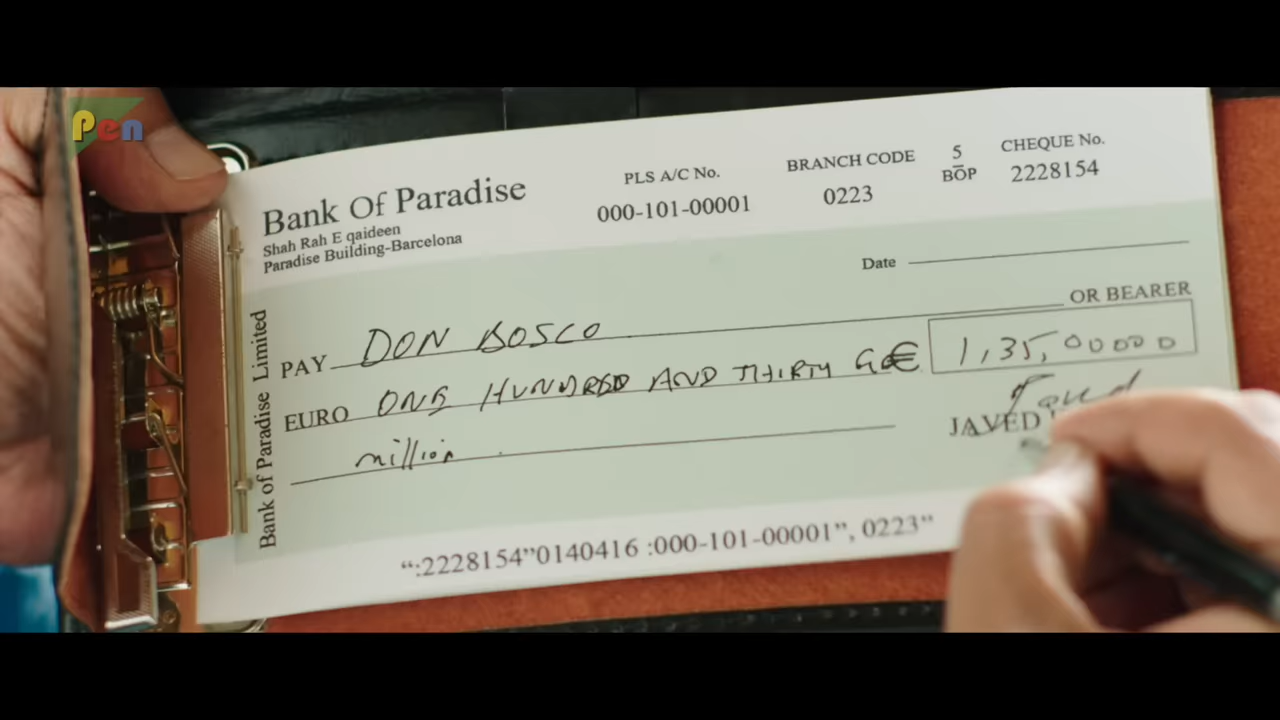 Pen
Bank Of Paradise
Shah Rah E qaideen
Paradise Building-Barcelona
PLS A/C No.
000-101-00001
BRANCH CODE
0223
5
BOP
CHEQUE No.
2228154
Date
PAY DON BOSCO OR BEARER
EURO ONE HUNDRED AND THIRTY € 1,35,00000
million
JAVED
Bank of Paradise Limited
“:2228154”0140416 :000-101-00001”, 0223”